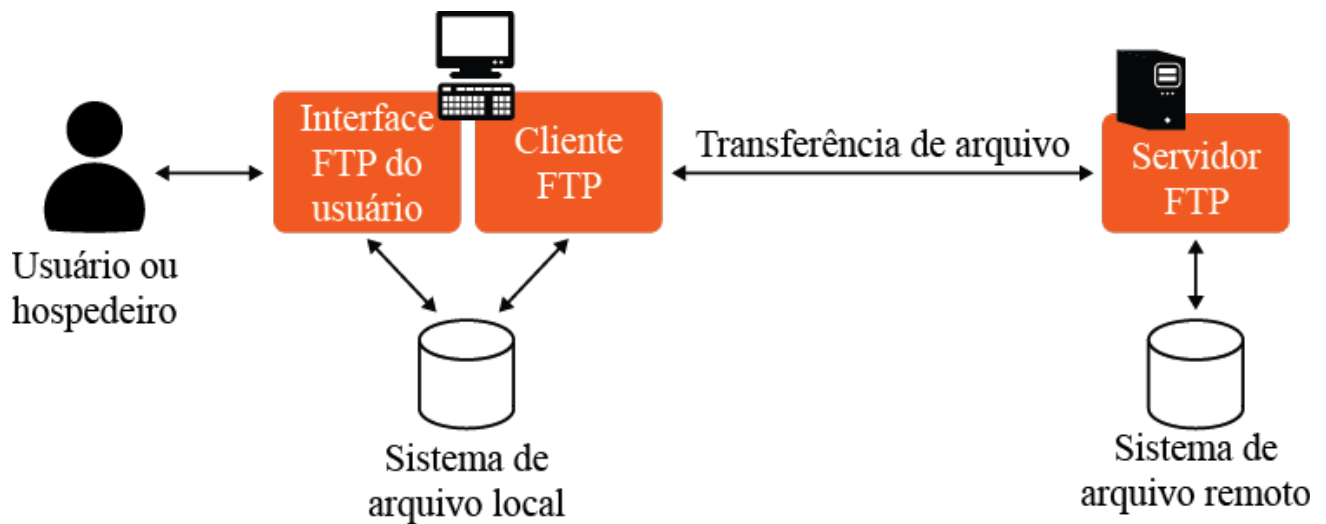 Usuário ou
hospedeiro
Interface
FTP do
usuário
Cliente
FTP
Sistema de
arquivo local
Transferência de arquivo
Servidor
FTP
Sistema de
arquivo remoto